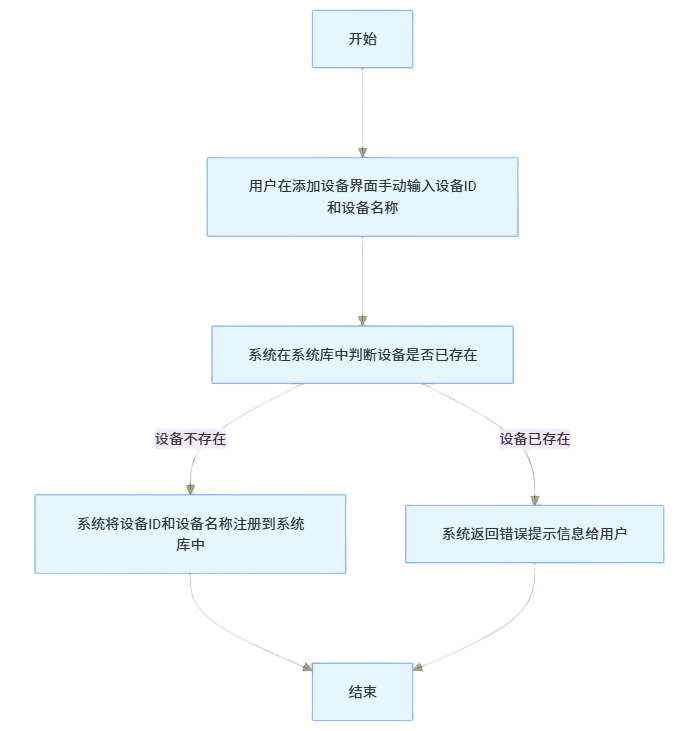 开始
用户在添加设备界面手动输入设备ID
和设备名称
系统在系统库中判断设备是否已存在
设备不存在
设备已存在
系统将设备ID和设备名称注册到系统
库中
系统返回错误提示信息给用户
结束